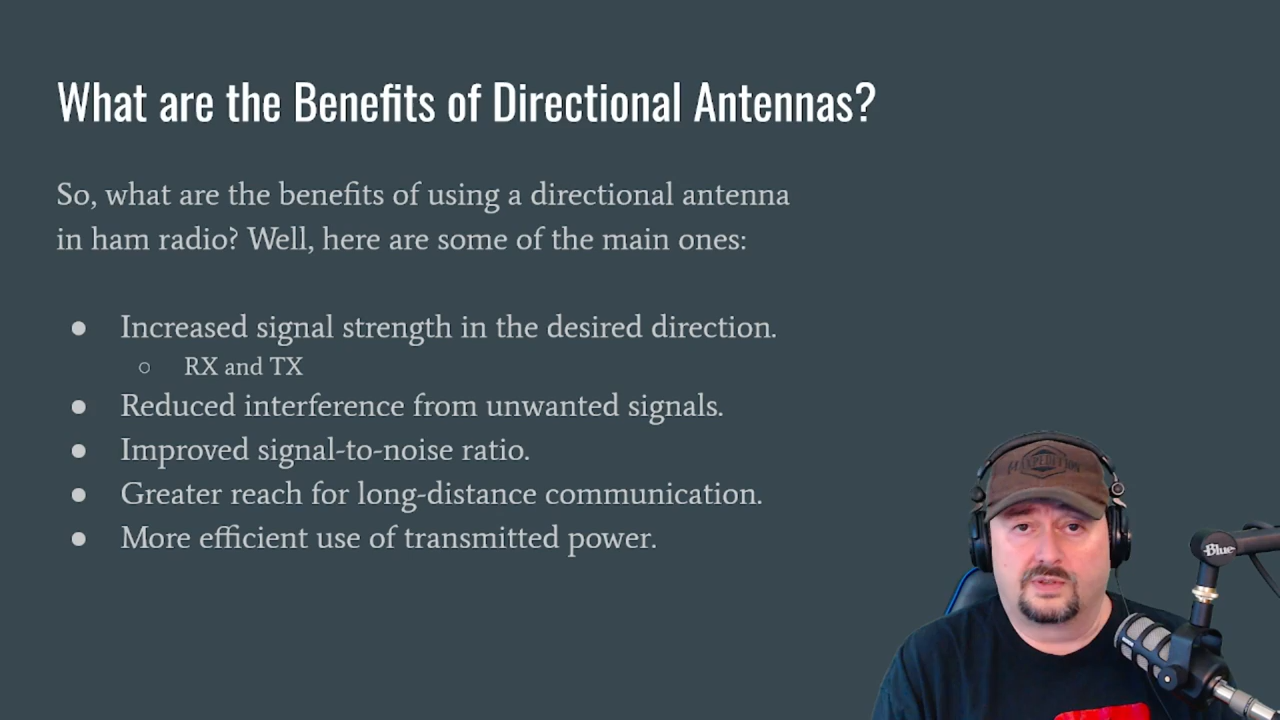 What are the Benefits of Directional Antennas?
So, what are the benefits of using a directional antenna
in ham radio? Well, here are some of the main ones:
● Increased signal strength in the desired direction.
○ RX and TX
● Reduced interference from unwanted signals.
● Improved signal-to-noise ratio.
● Greater reach for long-distance communication.
● More efficient use of transmitted power.
MAXPEDITION
Blue